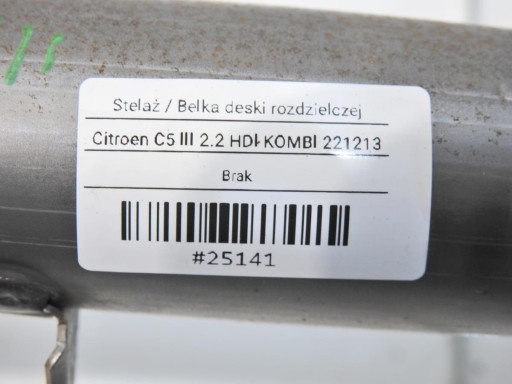 Stelaż / Belka deski rozdzielczej
Citroen C5 III 2.2 HDI KOMBI 221213
Brak
#25141